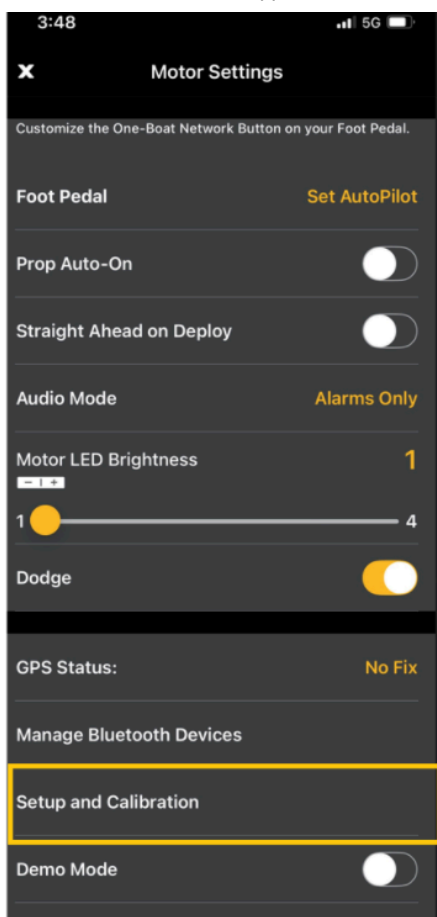 3:48 5G
X Motor Settings
Customize the One-Boat Network Button on your Foot Pedal.
Foot Pedal Set AutoPilot
Prop Auto-On
Straight Ahead on Deploy
Audio Mode Alarms Only
Motor LED Brightness 1
- I +
1 4
Dodge
GPS Status: No Fix
Manage Bluetooth Devices
Setup and Calibration
Demo Mode